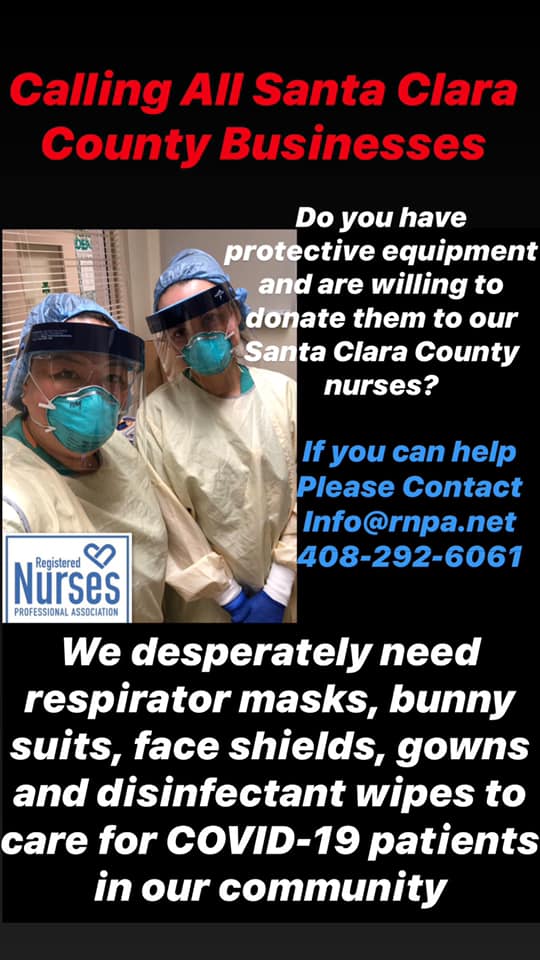 Calling All Santa Clara
County Businesses
Do you have
protective equipment
and are willing to
donate them to our
Santa Clara County
nurses?
If you can help
Please Contact
Info@rnpa.net
408-292-6061
Registered
Nurses
PROFESSIONAL ASSOCIATION
We desperately need
respirator masks, bunny
suits, face shields, gowns
and disinfectant wipes to
care for COVID-19 patients
in our community